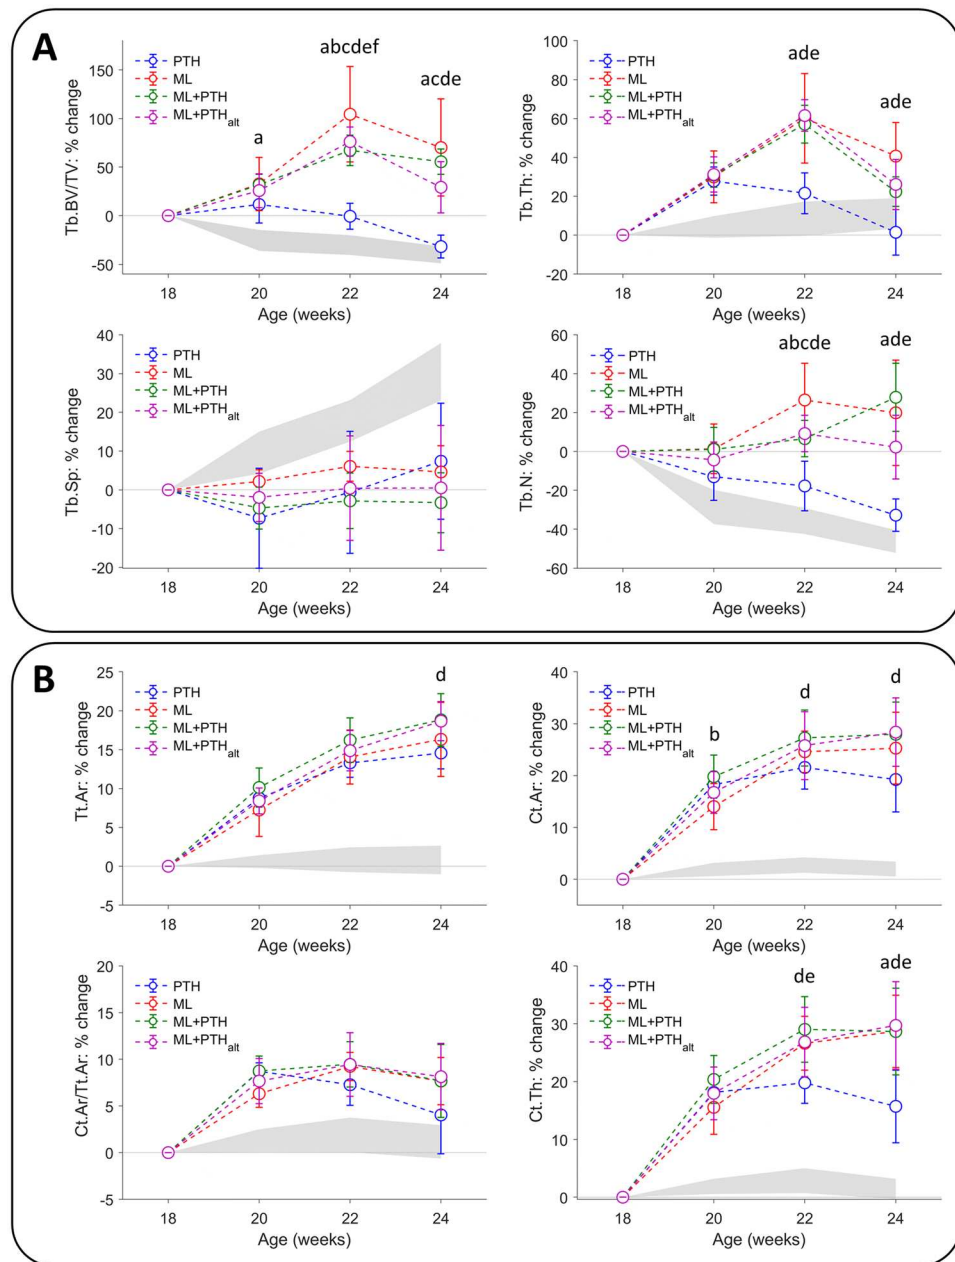 A
abcdef
acde
a
PTH
ML
ML+PTH
ML+PTHalt
Tb.BV/TV: % change
150
100
50
0
-50
18 20 22 24
Age (weeks)
ade
ade
PTH
ML
ML+PTH
ML+PTHalt
Tb.Th: % change
100
80
60
40
20
0
-20
18 20 22 24
Age (weeks)
PTH
ML
ML+PTH
ML+PTHalt
Tb.Sp: % change
40
30
20
10
0
-10
-20
18 20 22 24
Age (weeks)
abcde
ade
PTH
ML
ML+PTH
ML+PTHalt
Tb.N: % change
60
40
20
0
-20
-40
-60
18 20 22 24
Age (weeks)
B
d
PTH
ML
ML+PTH
ML+PTHalt
Tt.Ar: % change
25
20
15
10
5
0
-5
18 20 22 24
Age (weeks)
b
d
d
PTH
ML
ML+PTH
ML+PTHalt
Ct.Ar: % change
40
30
20
10
0
18 20 22 24
Age (weeks)
PTH
ML
ML+PTH
ML+PTHalt
Ct.Ar/Tt.Ar: % change
20
15
10
5
0
-5
18 20 22 24
Age (weeks)
de
ade
PTH
ML
ML+PTH
ML+PTHalt
Ct.Th: % change
40
30
20
10
0
18 20 22 24
Age (weeks)